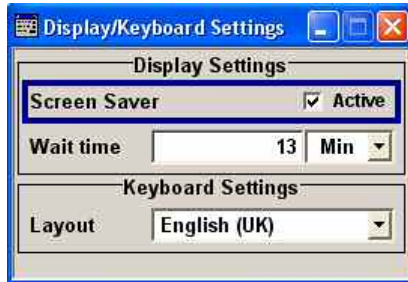 Display/Keyboard Settings
Display Settings
Screen Saver Active
Wait time 13 Min
Keyboard Settings
Layout English (UK)